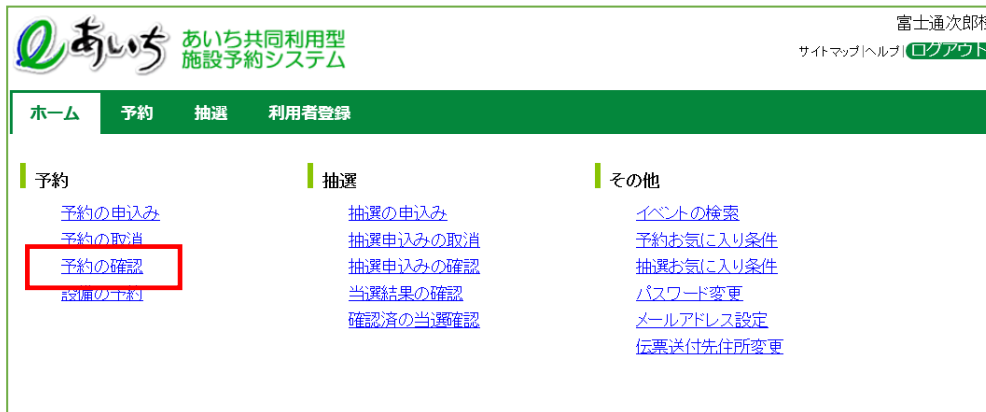 あいち あいち共同利用型
施設予約システム
富士通次郎様
サイトマップ|ヘルプ|ログアウト
ホーム 予約 抽選 利用者登録
予約
予約の申込み
予約の取消
予約の確認
設備の予約
抽選
抽選の申込み
抽選申込みの取消
抽選申込みの確認
当選結果の確認
確認済の当選確認
その他
イベントの検索
予約お気に入り条件
抽選お気に入り条件
パスワード変更
メールアドレス設定
伝票送付先住所変更